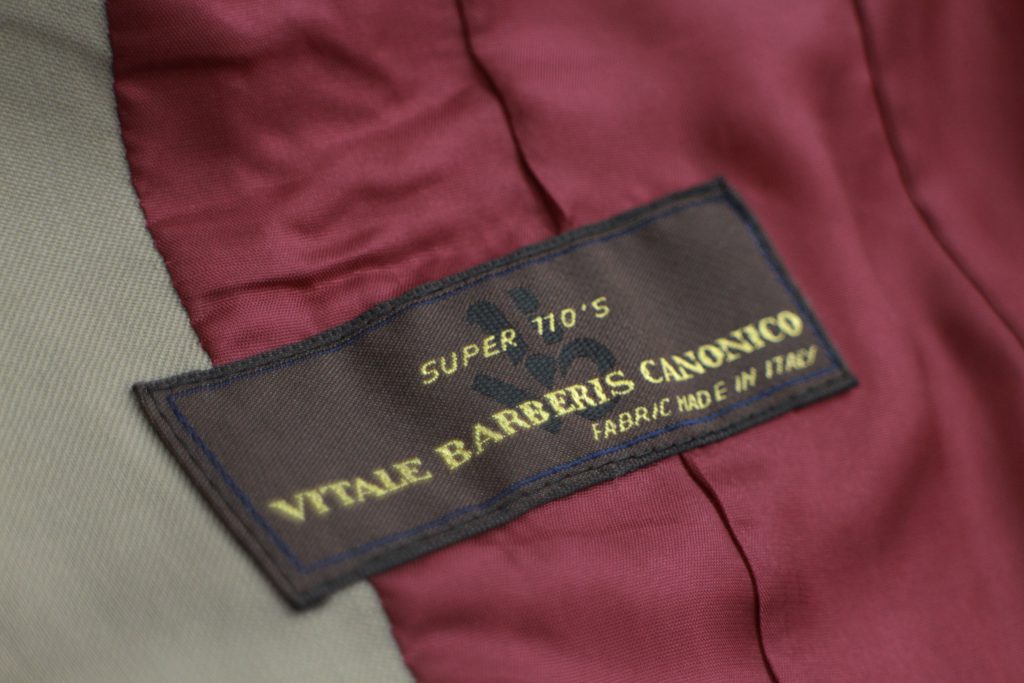 SUPER 110'S
VITALE BARBERIS CANONICO
FABRIC MADE IN ITALY